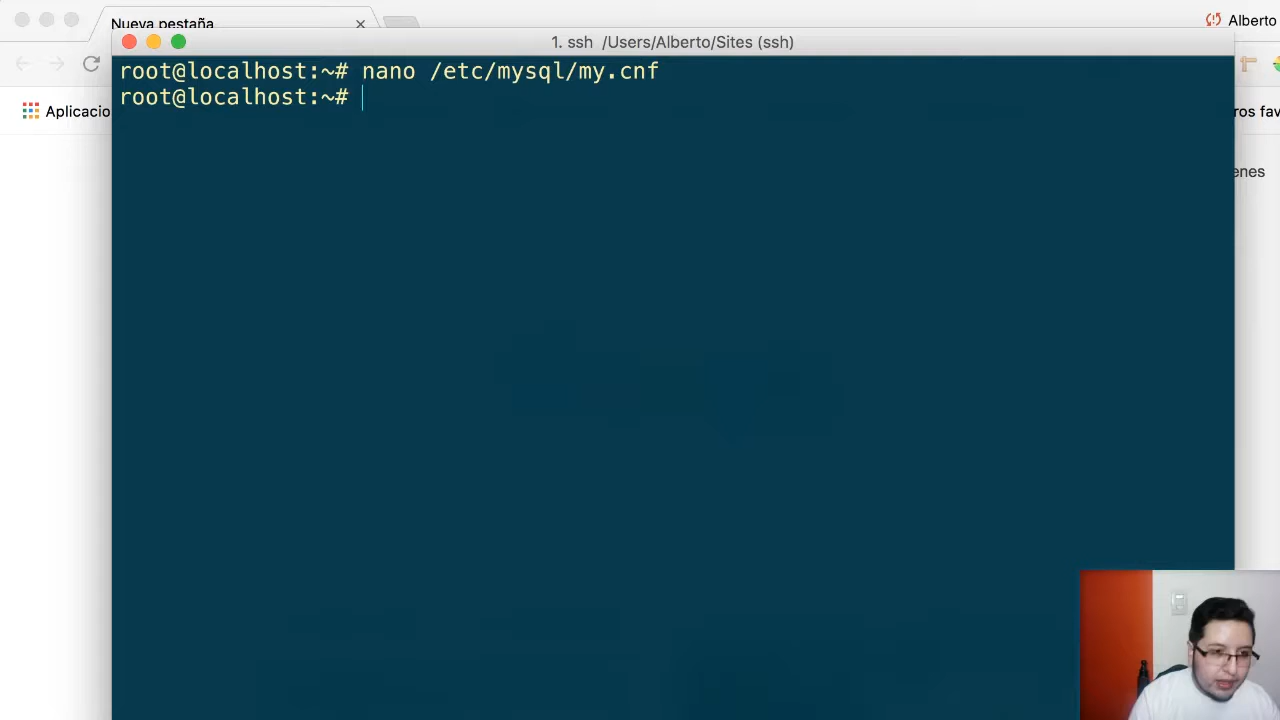 Nueva pestaña
Alberto
1. ssh /Users/Alberto/Sites (ssh)
root@localhost:~# nano /etc/mysql/my.cnf
root@localhost:~#
Aplicacio
ros fav
enes